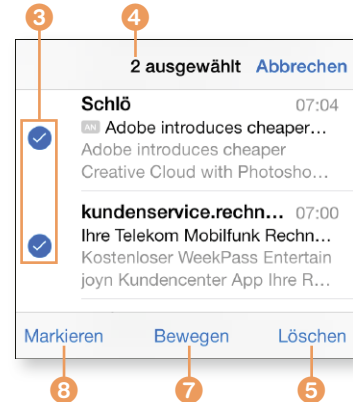 3 4
2 ausgewählt Abbrechen
Schlö 07:04
AN Adobe introduces cheaper...
Adobe introduces cheaper
Creative Cloud with Photosho...
kundenservice.rechn... 07:00
Ihre Telekom Mobilfunk Rechn...
Kostenloser WeekPass Entertain
joyn Kundencenter App Ihre R...
Markieren Bewegen Löschen
8 7 5